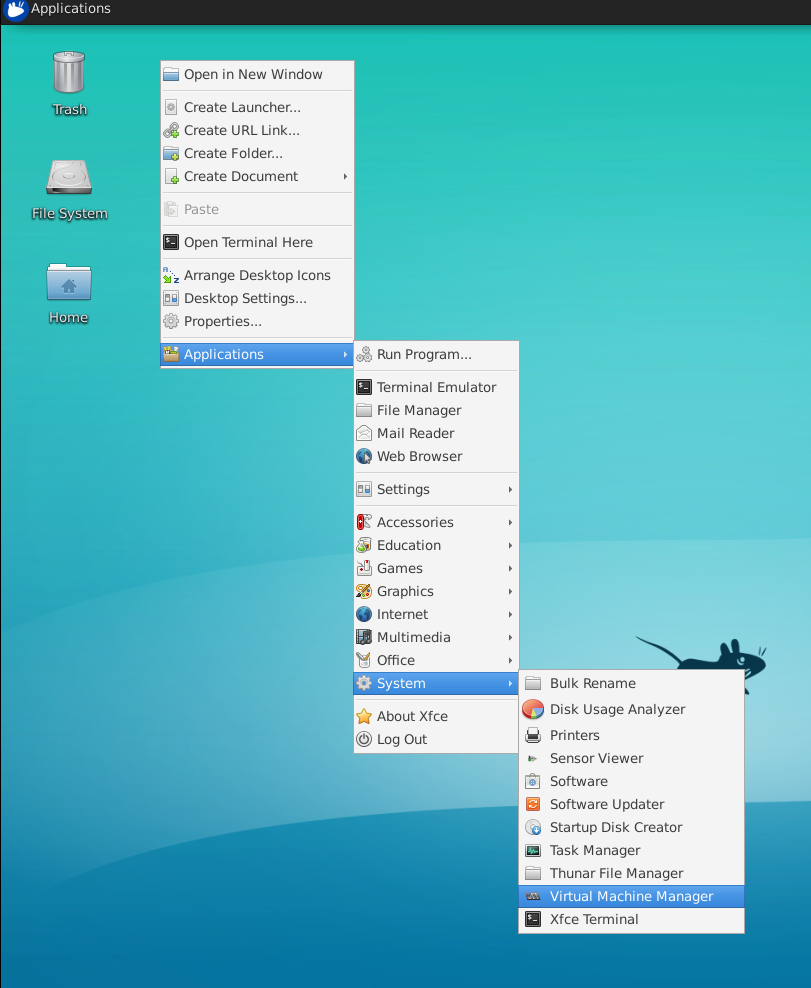 Applications
Trash
File System
Home
Open in New Window
Create Launcher...
Create URL Link...
Create Folder...
Create Document
Paste
Open Terminal Here
Arrange Desktop Icons
Desktop Settings...
Properties...
Applications
Run Program...
Terminal Emulator
File Manager
Mail Reader
Web Browser
Settings
Accessories
Education
Games
Graphics
Internet
Multimedia
Office
System
About Xfce
Log Out
Bulk Rename
Disk Usage Analyzer
Printers
Sensor Viewer
Software
Software Updater
Startup Disk Creator
Task Manager
Thunar File Manager
Virtual Machine Manager
Xfce Terminal